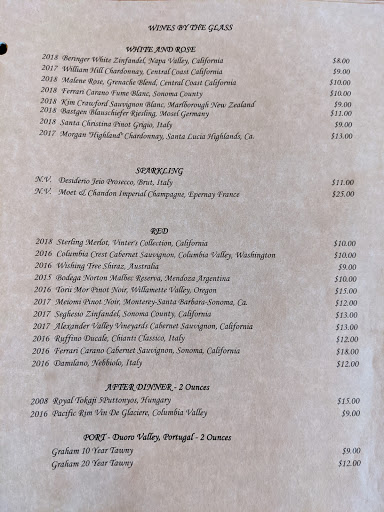 WINES BY THE GLASS
WHITE AND ROSE
2018 Beringer White Zinfandel, Napa Valley, California $8.00
2017 William Hill Chardonnay, Central Coast California $9.00
2018 Malene Rose, Grenache Blend, Central Coast California $10.00
2018 Ferrari Carano Fume Blanc, Sonoma County $10.00
2018 Kim Crawford Sauvignon Blanc, Marlborough New Zealand $9.00
2018 Bastgen Blauschiefer Riesling, Mosel Germany $11.00
2018 Santa Christina Pinot Grigio, Italy $9.00
2017 Morgan 'Highland' Chardonnay, Santa Lucia Highlands, Ca. $13.00
SPARKLING
N.V. Desiderio Jeio Prosecco, Brut, Italy $11.00
N.V. Moet & Chandon Imperial Champagne, Epernay France $25.00
RED
2018 Sterling Merlot, Vinter's Collection, California $10.00
2016 Columbia Crest Cabernet Sauvignon, Columbia Valley, Washington $10.00
2016 Wishing Tree Shiraz, Australia $9.00
2015 Bodega Norton Malbec Reserva, Mendoza Argentina $10.00
2016 Torii Mor Pinot Noir, Willamette Valley, Oregon $15.00
2017 Meiomi Pinot Noir, Monterey-Santa Barbara-Sonoma, Ca. $12.00
2017 Seghesio Zinfandel, Sonoma County, California $13.00
2017 Alexander Valley Vineyards Cabernet Sauvignon, California $13.00
2016 Ruffino Ducale, Chianti Classico, Italy $12.00
2016 Ferrari Carano Cabernet Sauvignon, Sonoma, California $18.00
2016 Damilano, Nebbiolo, Italy $12.00
AFTER DINNER - 2 Ounces
2008 Royal Tokaji 5Puttonyos, Hungary $15.00
2016 Pacific Rim Vin De Glaciere, Columbia Valley $9.00
PORT - Duoro Valley, Portugal - 2 Ounces
Graham 10 Year Tawny $9.00
Graham 20 Year Tawny $12.00